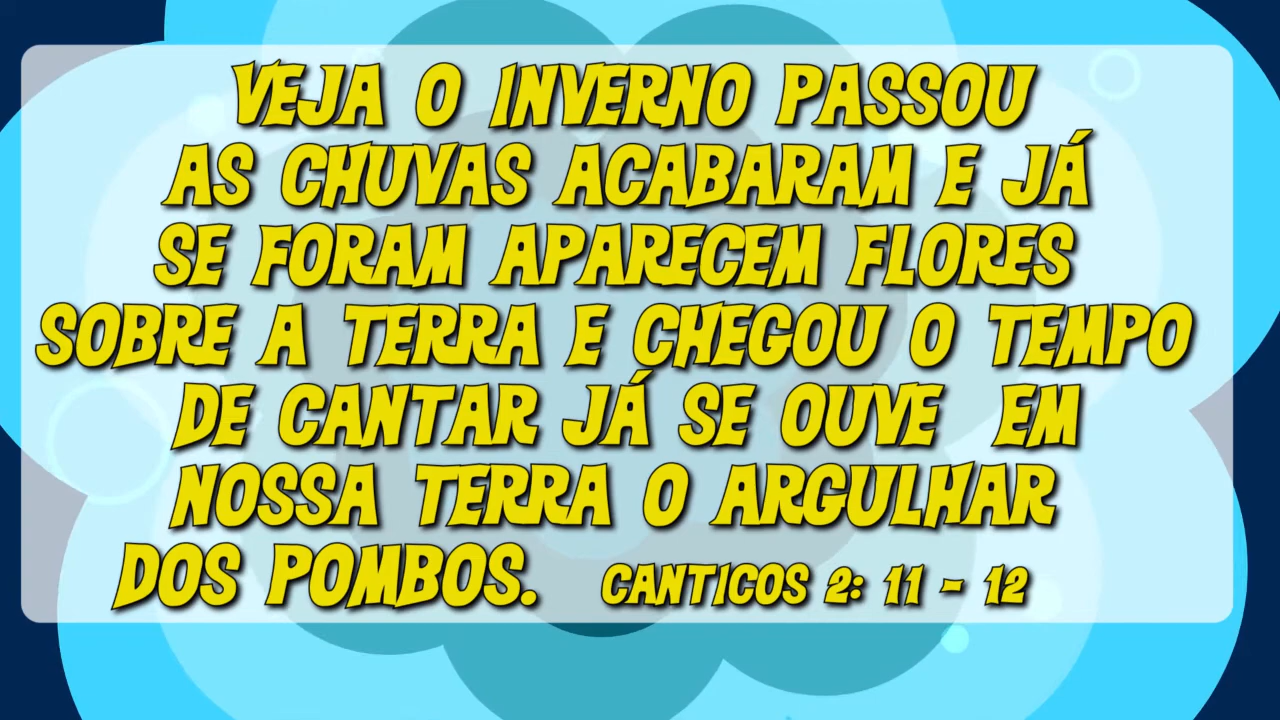 VEJA O INVERNO PASSOU
AS CHUVAS ACABARAM E JÁ
SE FORAM APARECEM FLORES
SOBRE A TERRA E CHEGOU O TEMPO
DE CANTAR JÁ SE OUVE EM
NOSSA TERRA O ARGULHAR
DOS POMBOS. CANTICOS 2: 11 - 12